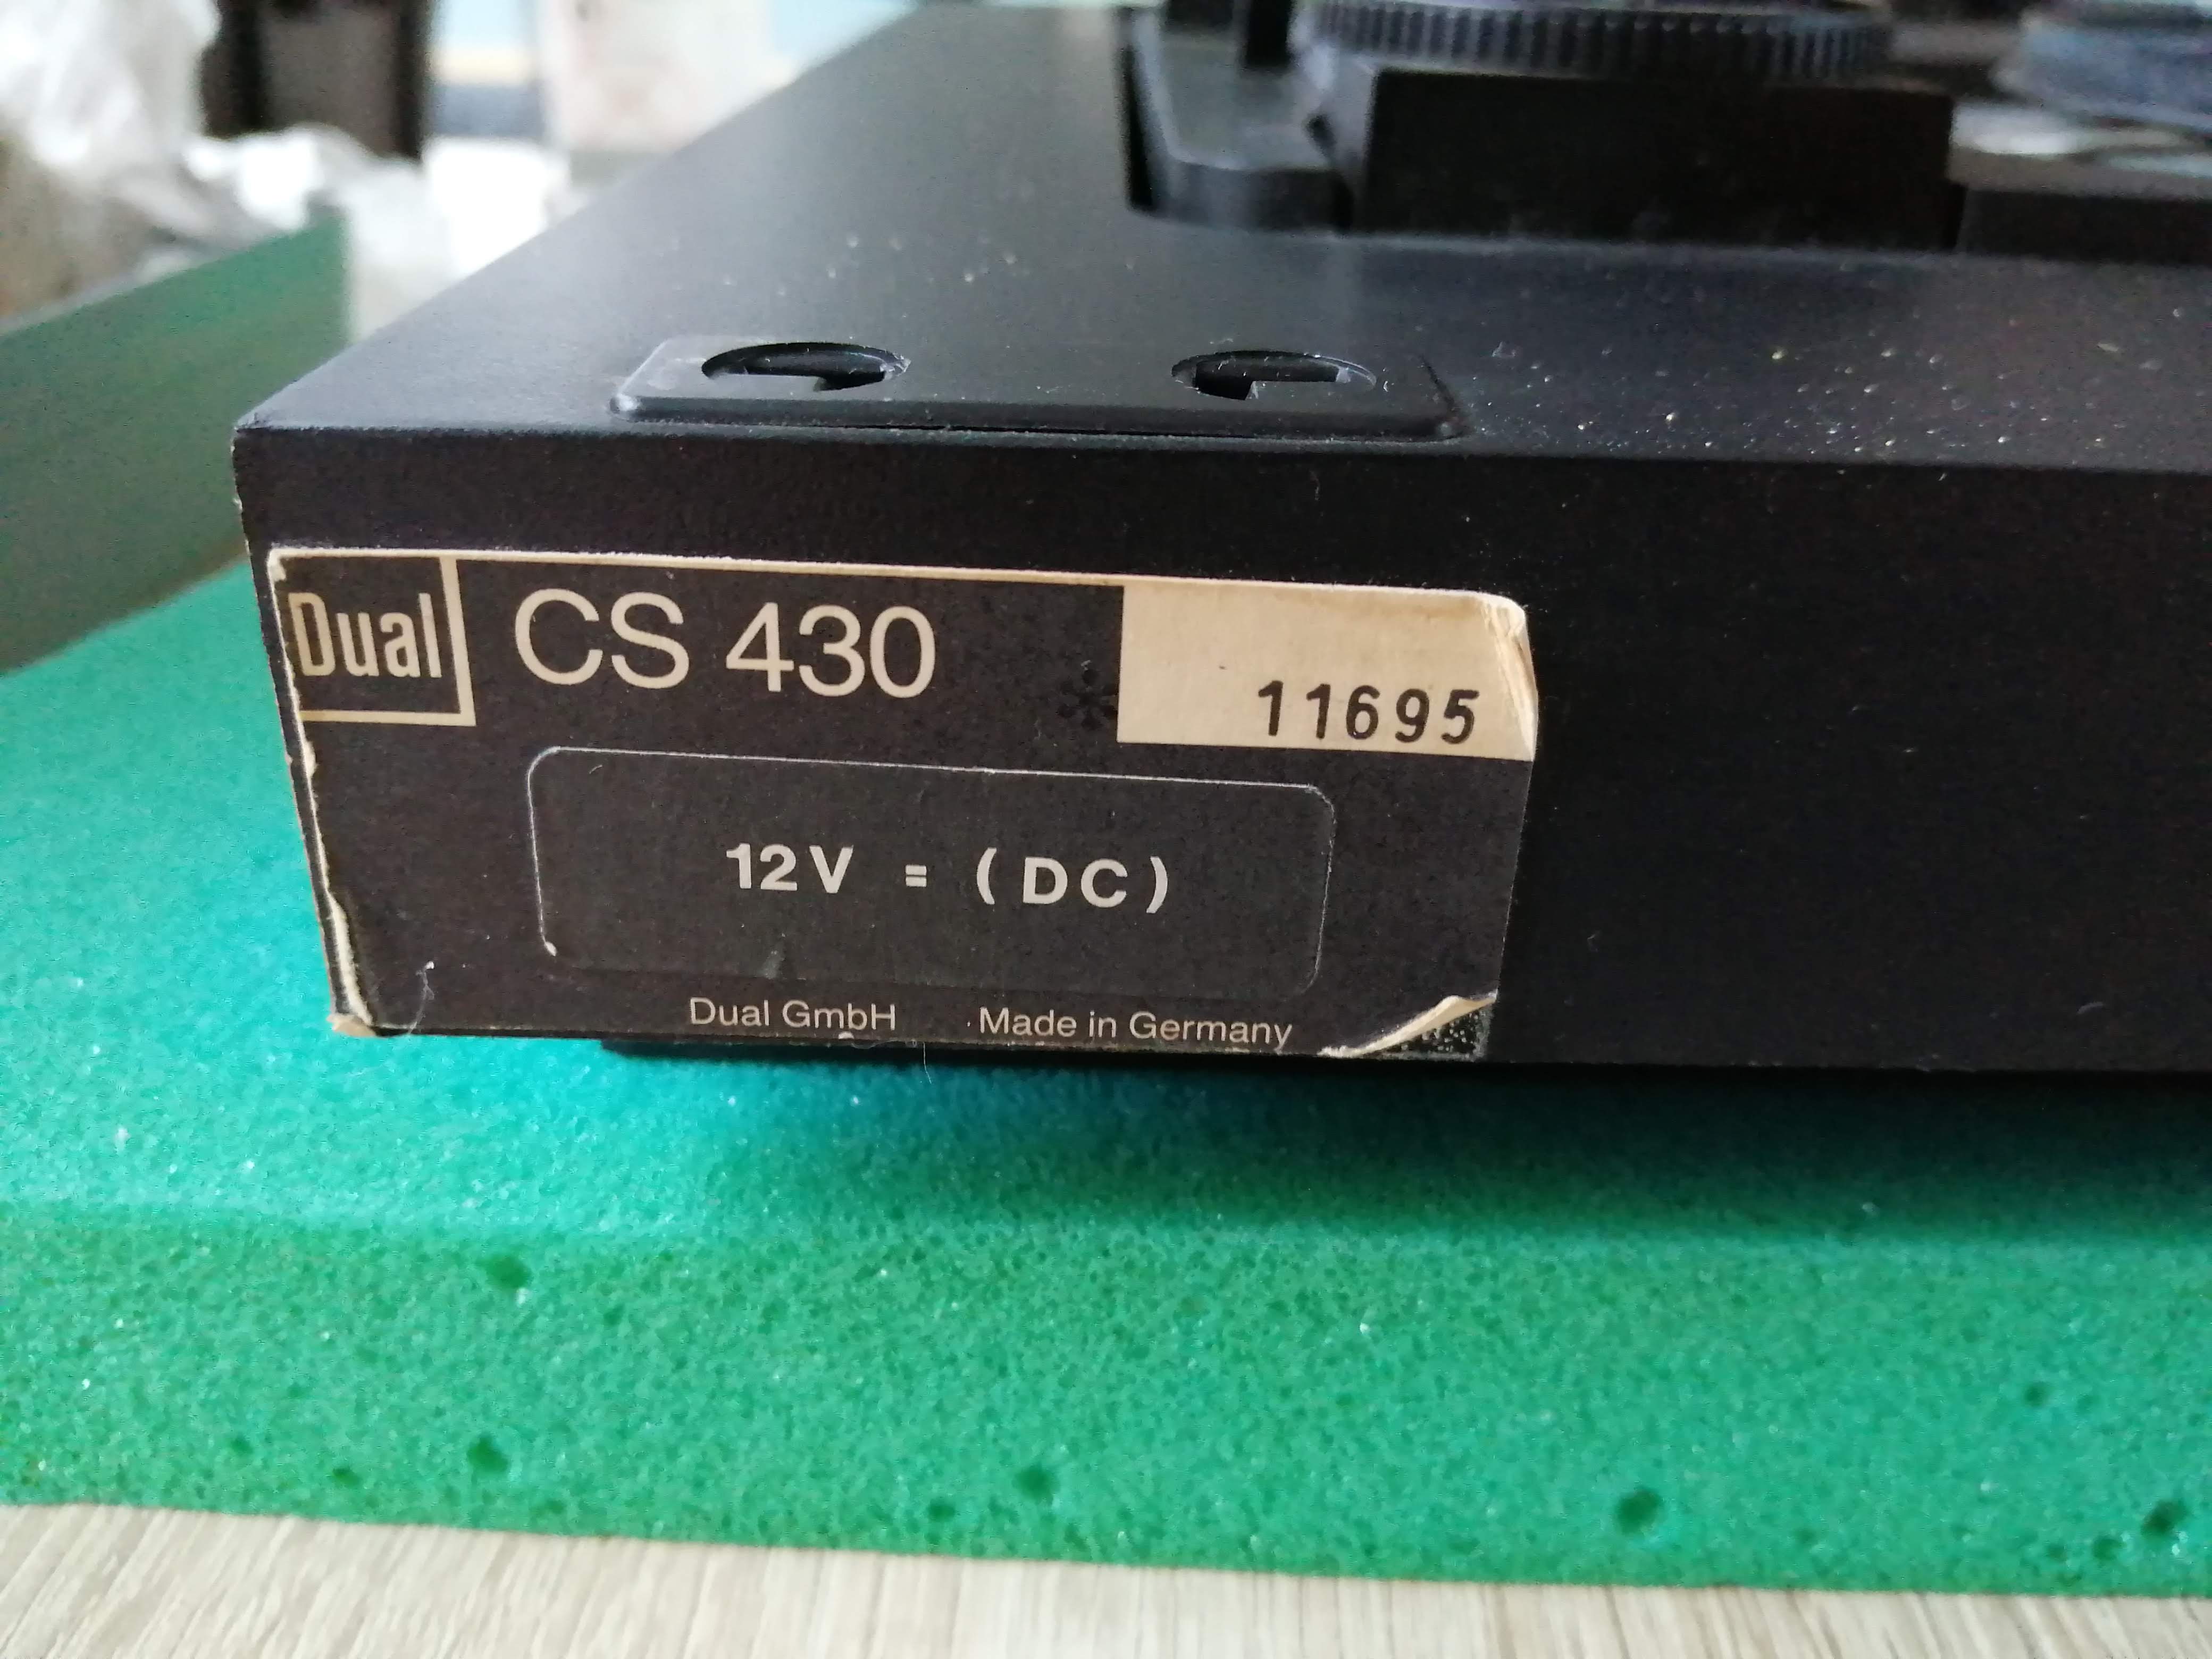 Dual CS 430
* 11695
12V = (DC)
Dual GmbH Made in Germany